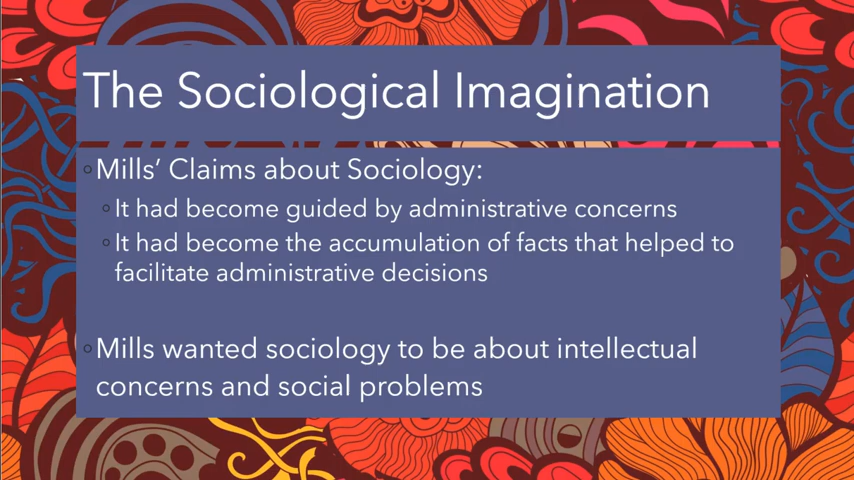 The Sociological Imagination
Mills’ Claims about Sociology:
It had become guided by administrative concerns
It had become the accumulation of facts that helped to
facilitate administrative decisions
Mills wanted sociology to be about intellectual
concerns and social problems